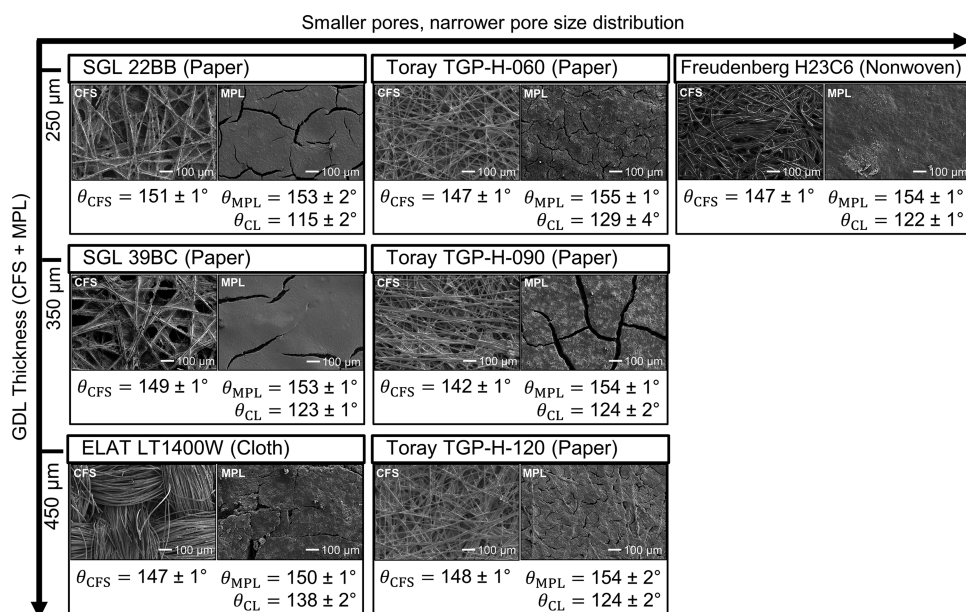 Smaller pores, narrower pore size distribution
GDL Thickness (CFS + MPL)
250 µm
SGL 22BB (Paper)
CFS
100 µm
MPL
100 µm
θCFS = 151 ± 1°
θMPL = 153 ± 2°
θCL = 115 ± 2°
Toray TGP-H-060 (Paper)
CFS
100 µm
MPL
100 µm
θCFS = 147 ± 1°
θMPL = 155 ± 1°
θCL = 129 ± 4°
Freudenberg H23C6 (Nonwoven)
CFS
100 µm
MPL
100 µm
θCFS = 147 ± 1°
θMPL = 154 ± 1°
θCL = 122 ± 1°
350 µm
SGL 39BC (Paper)
CFS
100 µm
MPL
100 µm
θCFS = 149 ± 1°
θMPL = 153 ± 1°
θCL = 123 ± 1°
Toray TGP-H-090 (Paper)
CFS
100 µm
MPL
100 µm
θCFS = 142 ± 1°
θMPL = 154 ± 1°
θCL = 124 ± 2°
450 µm
ELAT LT1400W (Cloth)
CFS
100 µm
MPL
100 µm
θCFS = 147 ± 1°
θMPL = 150 ± 1°
θCL = 138 ± 2°
Toray TGP-H-120 (Paper)
CFS
100 µm
MPL
100 µm
θCFS = 148 ± 1°
θMPL = 154 ± 2°
θCL = 124 ± 2°